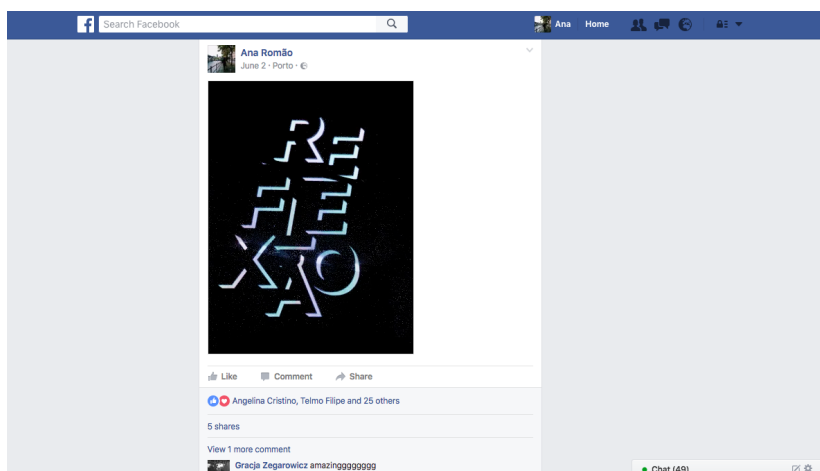 Search Facebook
Ana Home
Ana Romão
June 2 · Porto ·
RE
FLE
XÃO
Like Comment Share
Angelina Cristino, Telmo Filipe and 25 others
5 shares
View 1 more comment
Gracja Zegarowicz amazinggggggg
Chat (49)